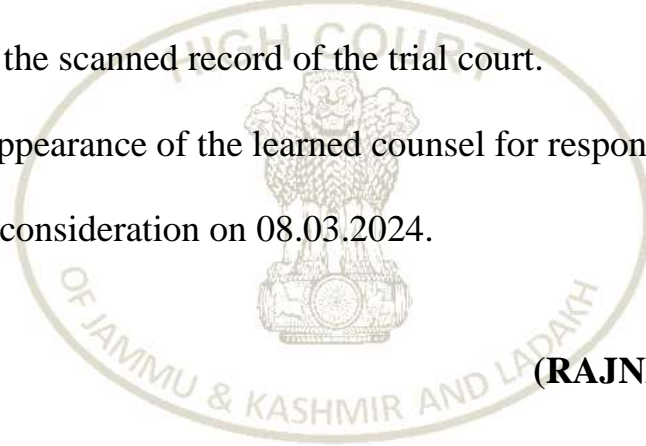 the scanned record of the trial court.
ppearance of the learned counsel for respon
consideration on 08.03.2024.
(RAJN
HIGH COURT
OF JAMMU & KASHMIR AND LADAKH